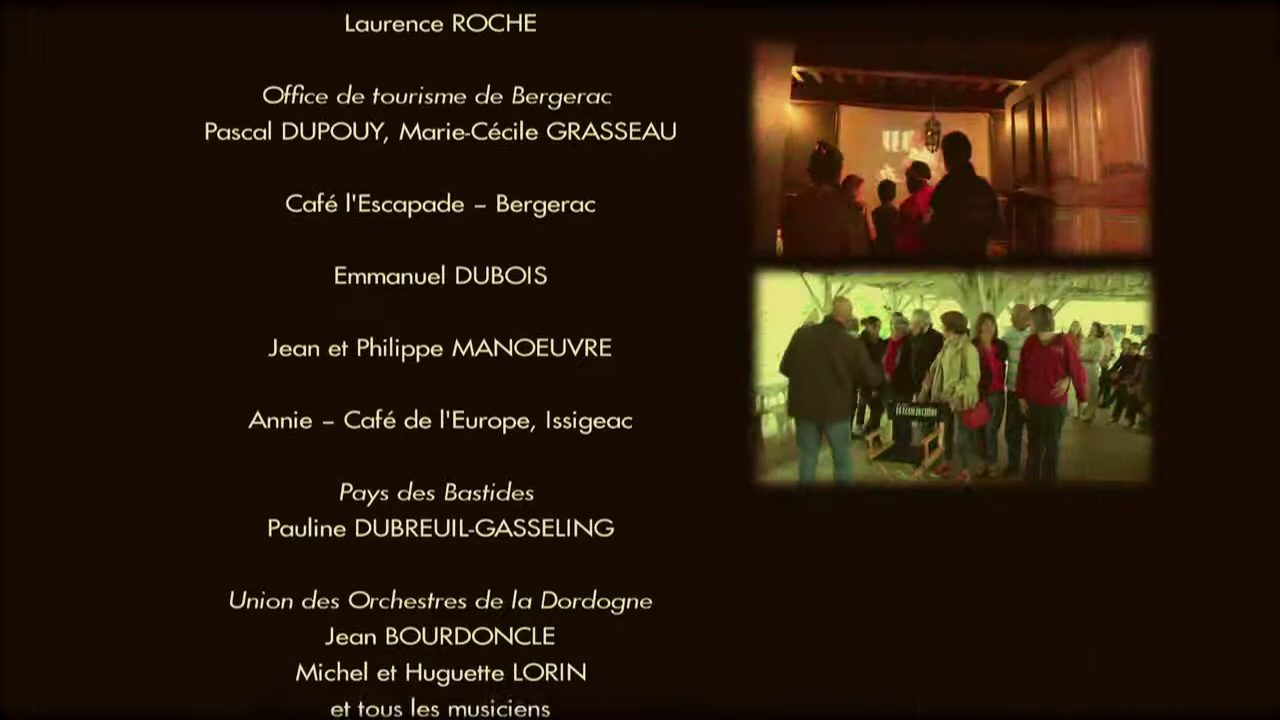 Laurence ROCHE
Office de tourisme de Bergerac
Pascal DUPOUY, Marie-Cécile GRASSEAU
Café l'Escapade – Bergerac
Emmanuel DUBOIS
Jean et Philippe MANOEUVRE
Annie – Café de l'Europe, Issigeac
Pays des Bastides
Pauline DUBREUIL-GASSELING
Union des Orchestres de la Dordogne
Jean BOURDONCLE
Michel et Huguette LORIN
et tous les musiciens